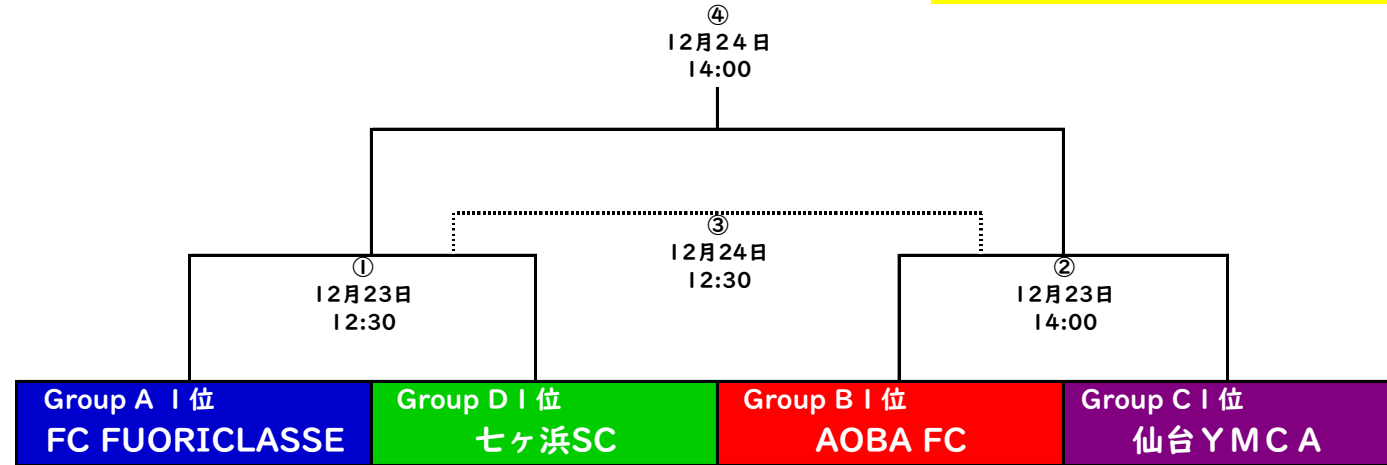 ④
12月24日
14:00
③
12月24日
12:30
①
12月23日
12:30
②
12月23日
14:00
Group A 1位
FC FUORICLASSE
Group D1位
七ヶ浜SC
Group B1位
AOBA FC
Group C1位
仙台YMCA